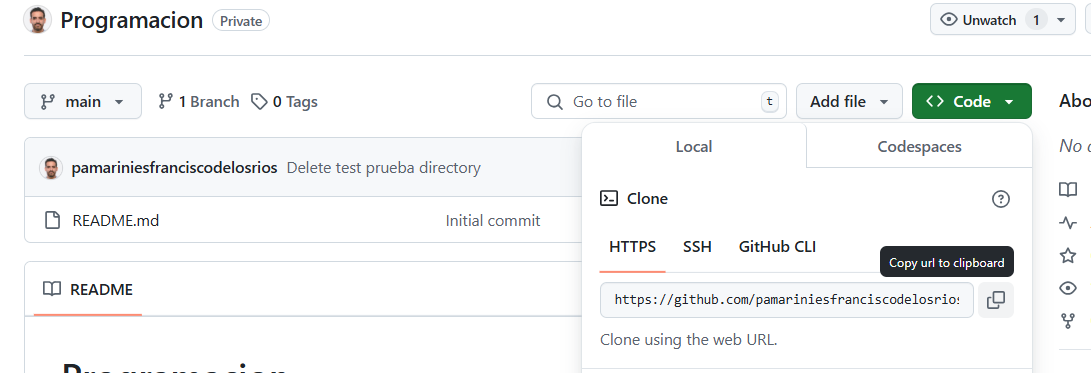 Programacion Private
Unwatch 1
main 1 Branch 0 Tags
Go to file t
Add file
Code
Local Codespaces
pamariniesfranciscodelosrios Delete test prueba directory
README.md Initial commit
Clone
HTTPS SSH GitHub CLI
Copy url to clipboard
https://github.com/pamariniesfranciscodelosrios
Clone using the web URL.
README
Programacion
Abo
No